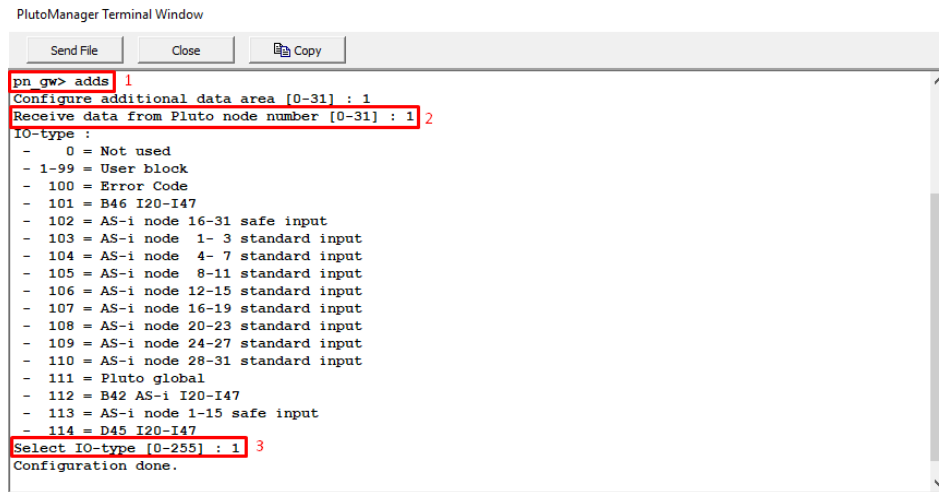 PlutoManager Terminal Window
Send File Close Copy
pn_gw> adds 1
Configure additional data area [0-31] : 1
Receive data from Pluto node number [0-31] : 1 2
IO-type :
-    0 = Not used
- 1-99 = User block
-  100 = Error Code
-  101 = B46 I20-I47
-  102 = AS-i node 16-31 safe input
-  103 = AS-i node  1- 3 standard input
-  104 = AS-i node  4- 7 standard input
-  105 = AS-i node  8-11 standard input
-  106 = AS-i node 12-15 standard input
-  107 = AS-i node 16-19 standard input
-  108 = AS-i node 20-23 standard input
-  109 = AS-i node 24-27 standard input
-  110 = AS-i node 28-31 standard input
-  111 = Pluto global
-  112 = B42 AS-i I20-I47
-  113 = AS-i node 1-15 safe input
-  114 = D45 I20-I47
Select IO-type [0-255] : 1 3
Configuration done.